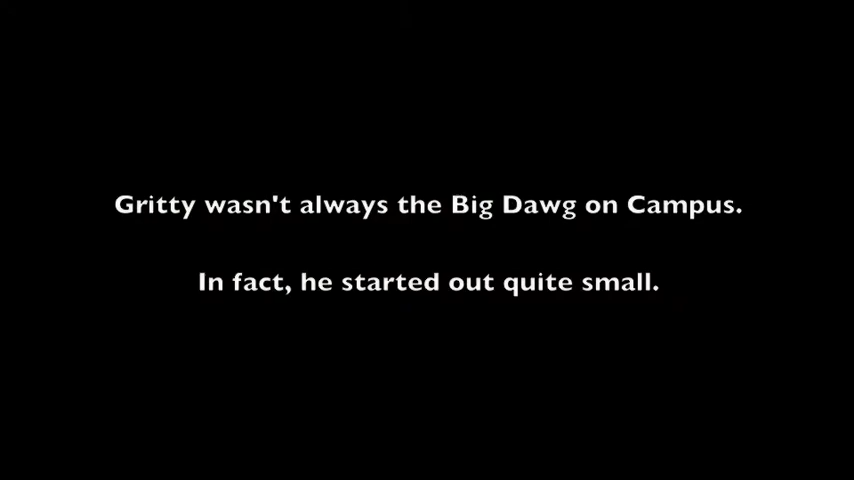 Gritty wasn't always the Big Dawg on Campus.
In fact, he started out quite small.